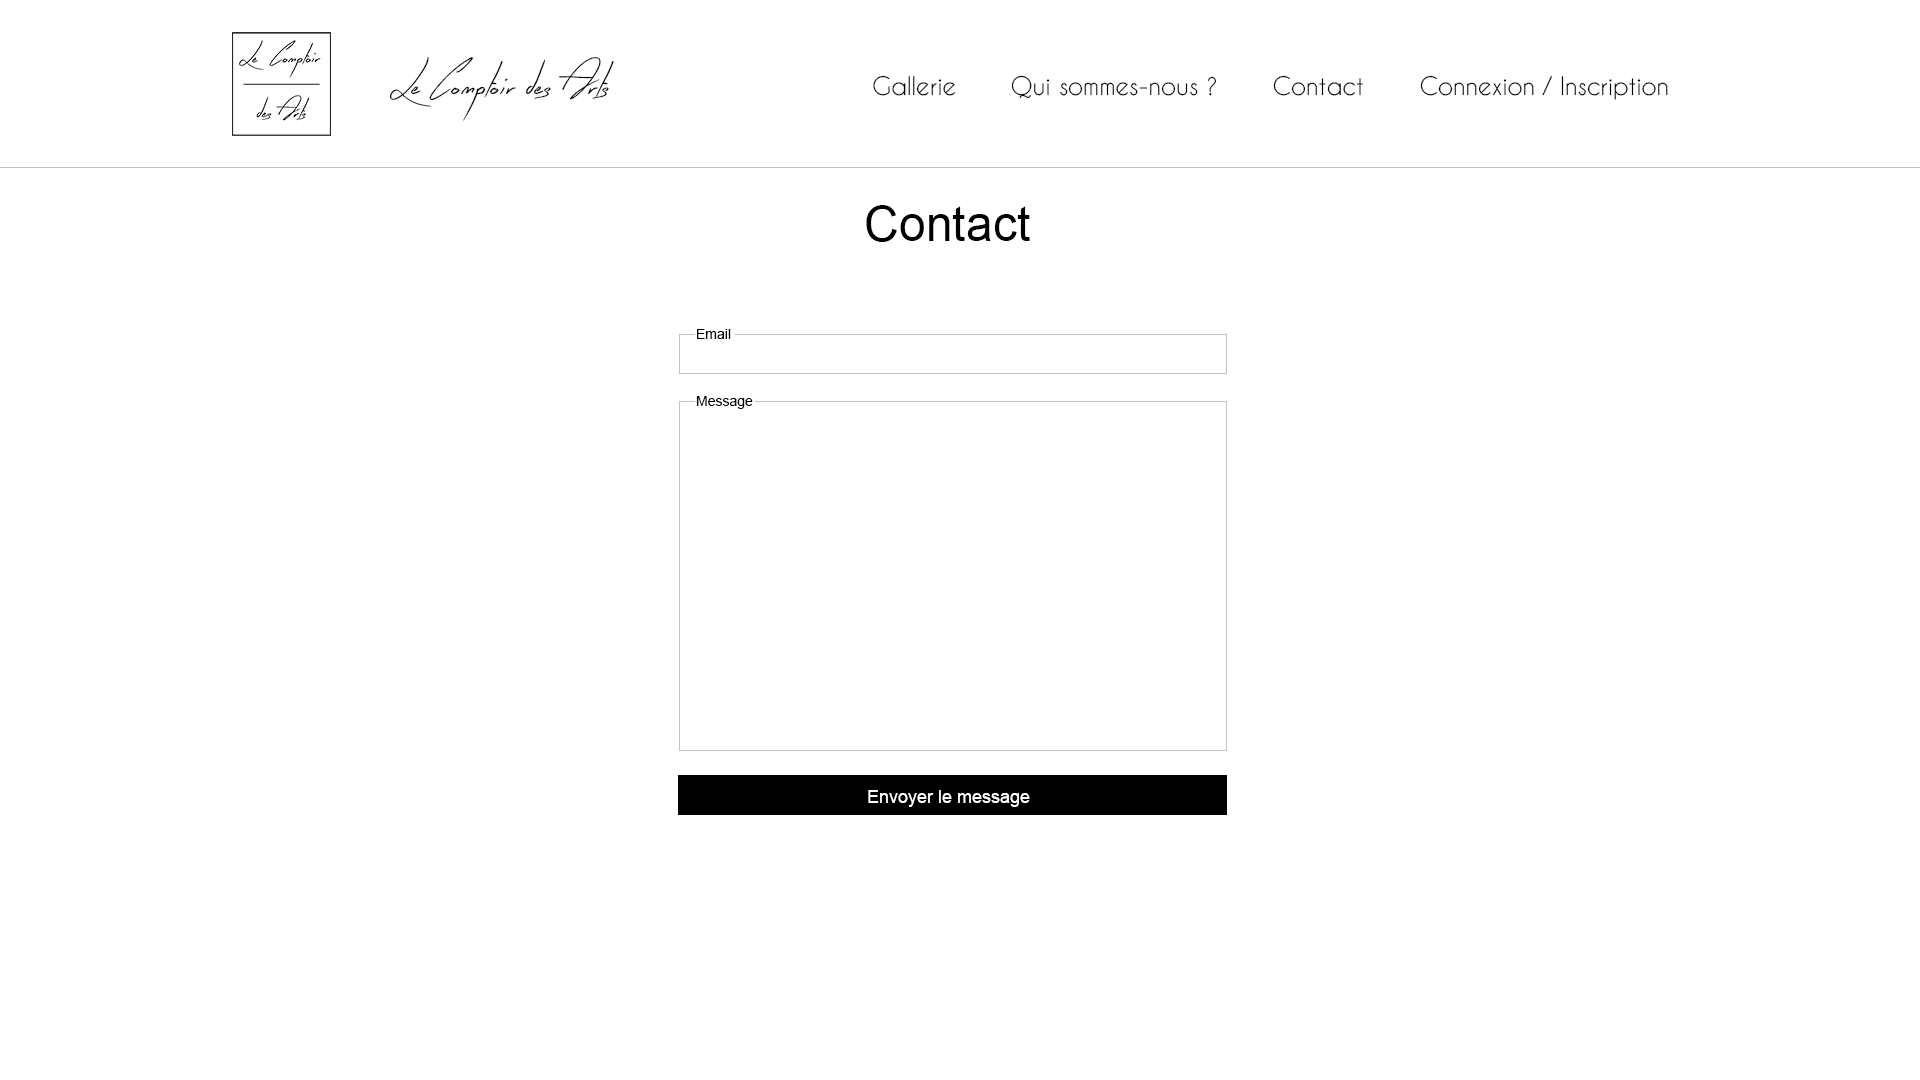 Le Comptoir
des Arts
Le Comptoir des Arts
Gallerie
Qui sommes-nous ?
Contact
Connexion / Inscription
Contact
Email
Message
Envoyer le message